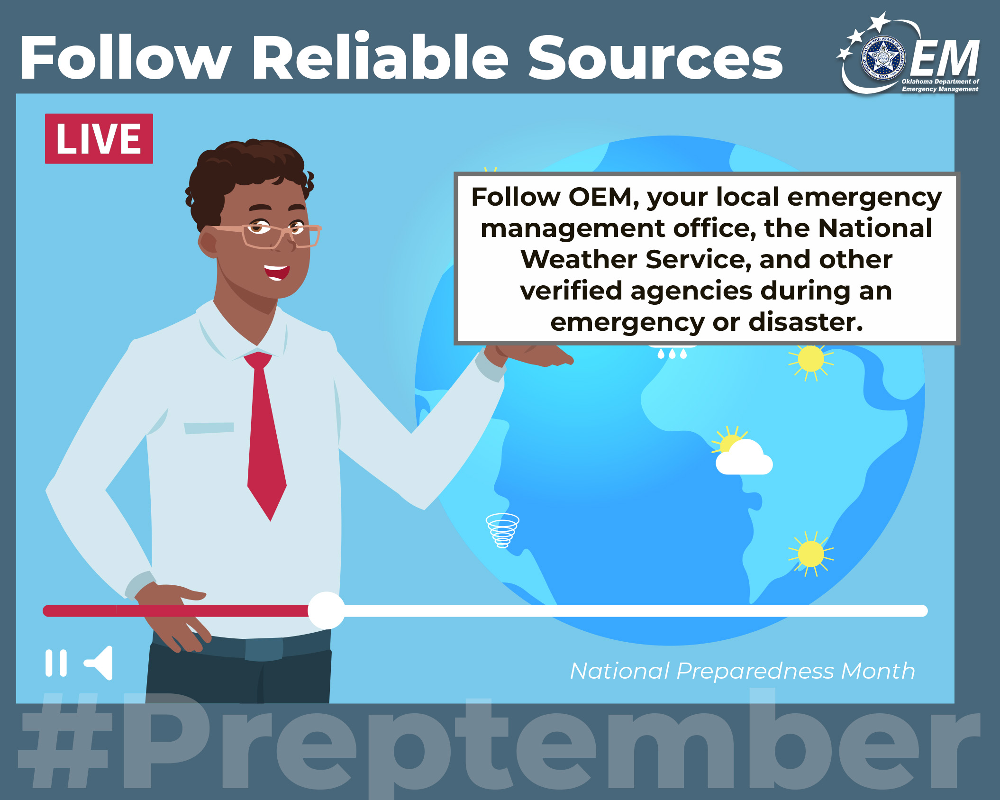 Follow Reliable Sources
GREAT SEAL OF THE STATE OF OKLAHOMA
1907
OEM
Oklahoma Department of
Emergency Management
LIVE
Follow OEM, your local emergency
management office, the National
Weather Service, and other
verified agencies during an
emergency or disaster.
National Preparedness Month
#Preptember